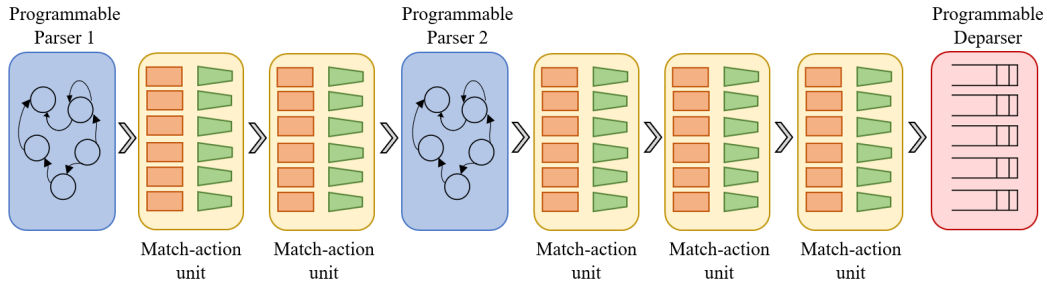 Programmable
Parser 1
Programmable
Parser 2
Programmable
Deparser
Match-action
unit
Match-action
unit
Match-action
unit
Match-action
unit
Match-action
unit